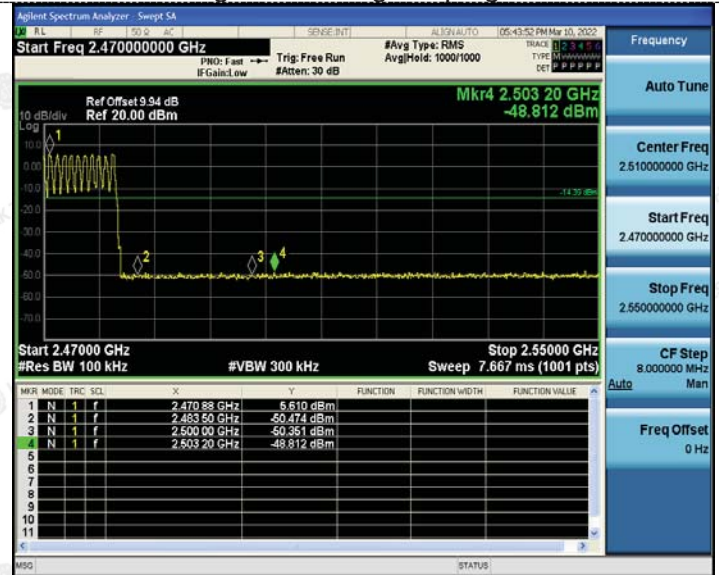 Agilent Spectrum Analyzer - Swept SA
RL RF 50 Ω AC SENSE:INT ALIGNAUTO 05:43:52 PM Mar 10, 2022
Start Freq 2.470000000 GHz
PNO: Fast
IFGain:Low
Trig: Free Run
#Atten: 30 dB
#Avg Type: RMS
Avg|Hold: 1000/1000
TRACE 1 2 3 4 5 6
TYPE M
DET P P P P P P
Frequency
Ref Offset 9.94 dB
10 dB/div Ref 20.00 dBm
Log
Mkr4 2.503 20 GHz
-48.812 dBm
10.0
0.00
-10.0
-20.0
-30.0
-40.0
-50.0
-60.0
-70.0
1
2
3
4
-14.39 dBm
Start 2.47000 GHz Stop 2.55000 GHz
#Res BW 100 kHz #VBW 300 kHz Sweep 7.667 ms (1001 pts)
MKR MODE TRC SCL X Y FUNCTION FUNCTION WIDTH FUNCTION VALUE
1 N 1 f 2.470 88 GHz 5.610 dBm
2 N 1 f 2.483 50 GHz -50.474 dBm
3 N 1 f 2.500 00 GHz -50.351 dBm
4 N 1 f 2.503 20 GHz -48.812 dBm
5
6
7
8
9
10
11
MSG STATUS
Auto Tune
Center Freq
2.510000000 GHz
Start Freq
2.470000000 GHz
Stop Freq
2.550000000 GHz
CF Step
8.000000 MHz
Auto Man
Freq Offset
0 Hz